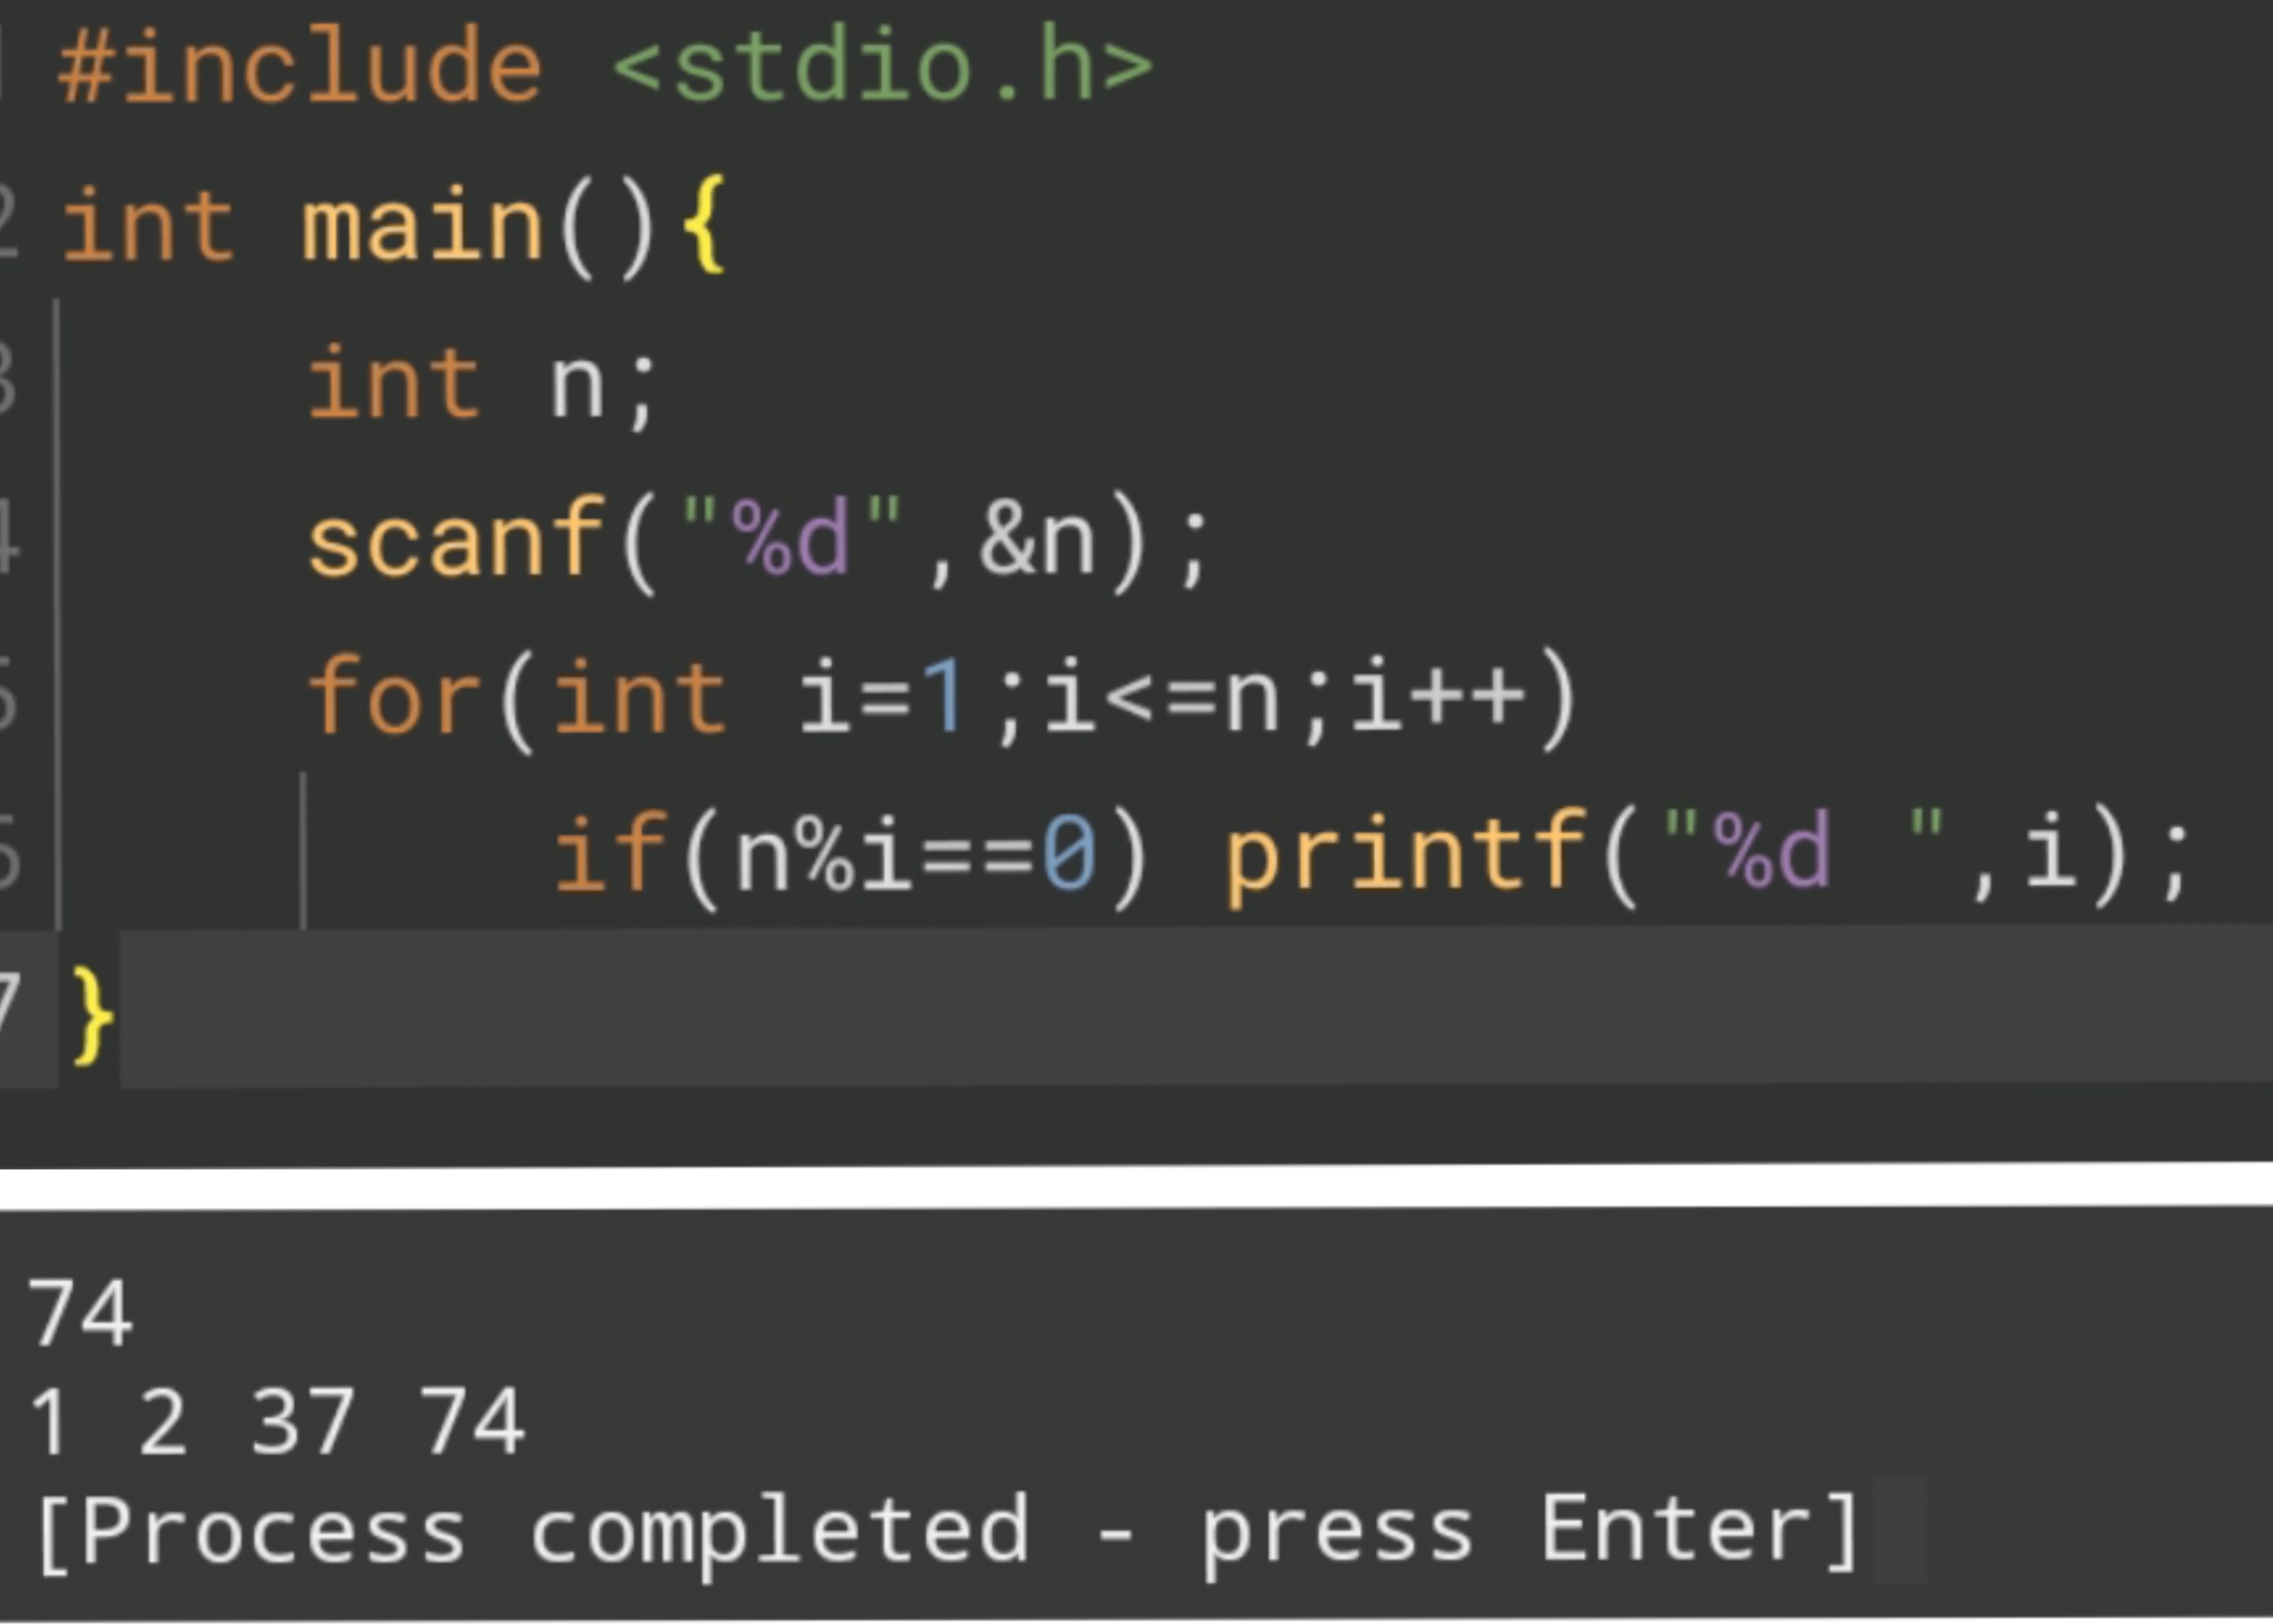 #include <stdio.h>
2 int main(){
3 int n;
4 scanf("%d",&n);
5 for(int i=1;i<=n;i++)
6 if(n%i==0) printf("%d ",i);
7 }
74
1 2 37 74
[Process completed - press Enter]